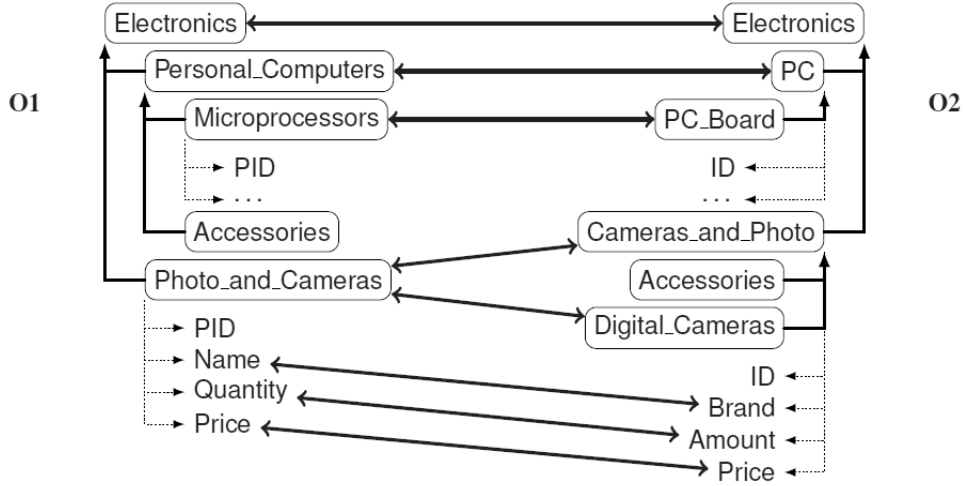 Electronics Electronics
Personal_Computers PC
O1 O2
Microprocessors PC_Board
PID ID
... ...
Accessories Cameras_and_Photo
Photo_and_Cameras Accessories
Digital_Cameras
PID
Name ID
Quantity Brand
Price Amount
Price